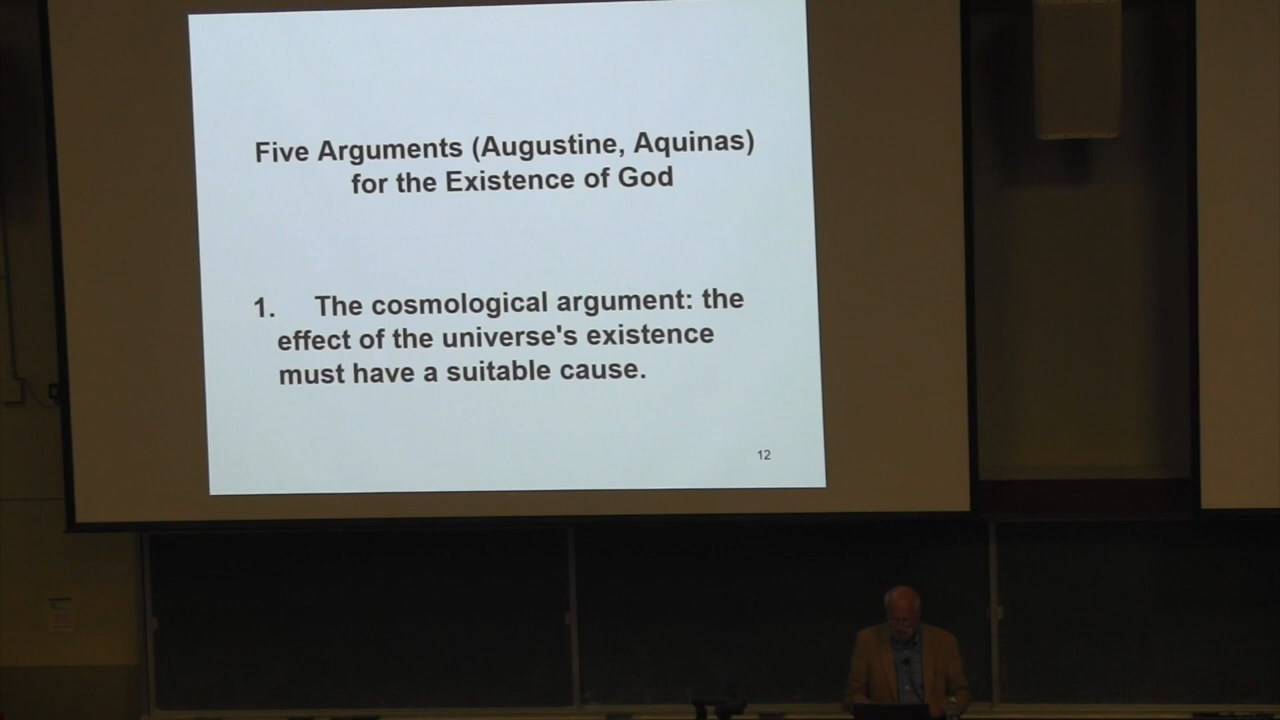 Five Arguments (Augustine, Aquinas)
for the Existence of God
1. The cosmological argument: the
effect of the universe's existence
must have a suitable cause.
12